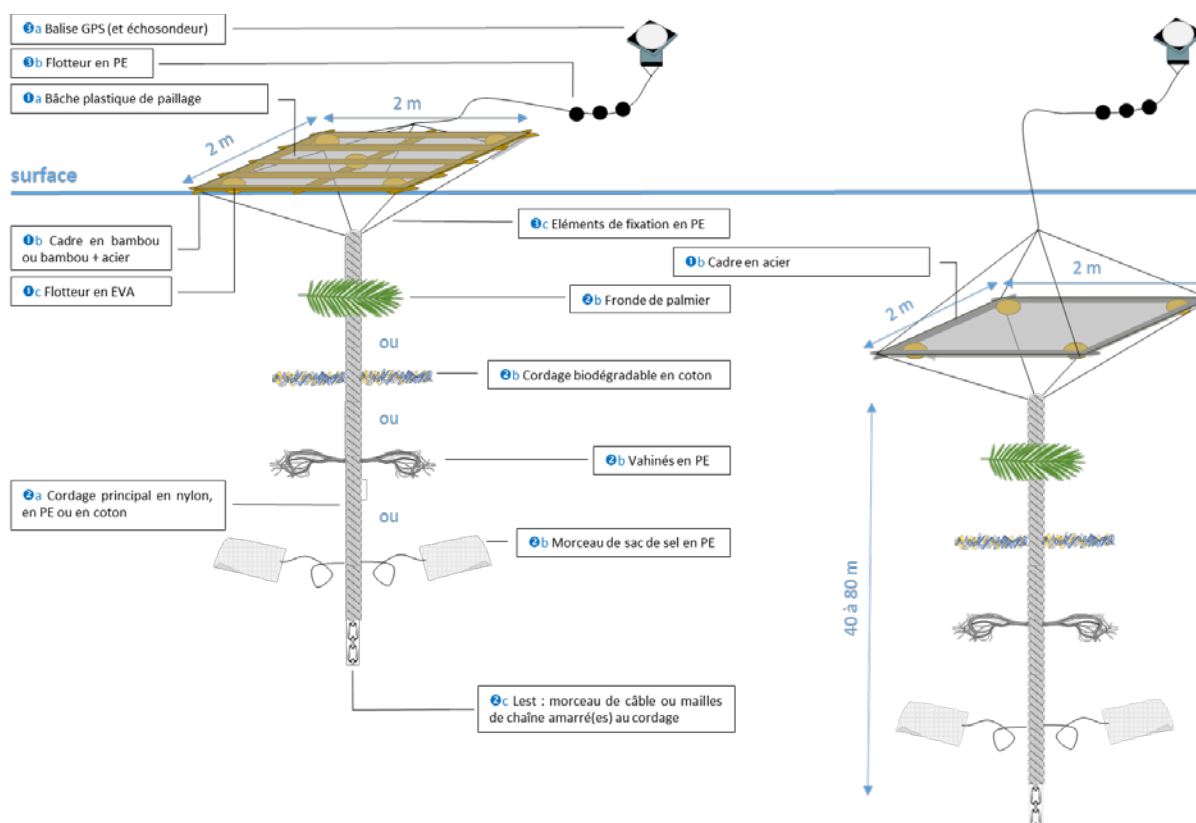 ❸a Balise GPS (et échosondeur)
❸b Flotteur en PE
❶a Bâche plastique de paillage
2 m
2 m
surface
❸c Eléments de fixation en PE
❶b Cadre en bambou
ou bambou + acier
❶b Cadre en acier
2 m
❶c Flotteur en EVA
❷b Fronde de palmier
2 m
ou
❷b Cordage biodégradable en coton
ou
❷b Vahinés en PE
❷a Cordage principal en nylon,
en PE ou en coton
ou
❷b Morceau de sac de sel en PE
40 à 80 m
❷c Lest : morceau de câble ou mailles
de chaîne amarré(es) au cordage